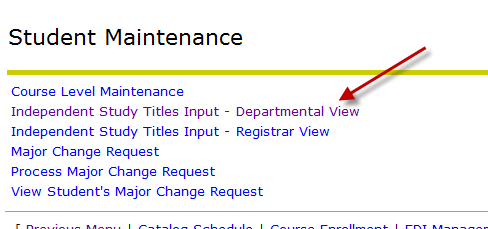 Student Maintenance
Course Level Maintenance
Independent Study Titles Input - Departmental View
Independent Study Titles Input - Registrar View
Major Change Request
Process Major Change Request
View Student's Major Change Request
[ Previous Menu | Catalog Schedule | Course Enrollment | EDI Manager